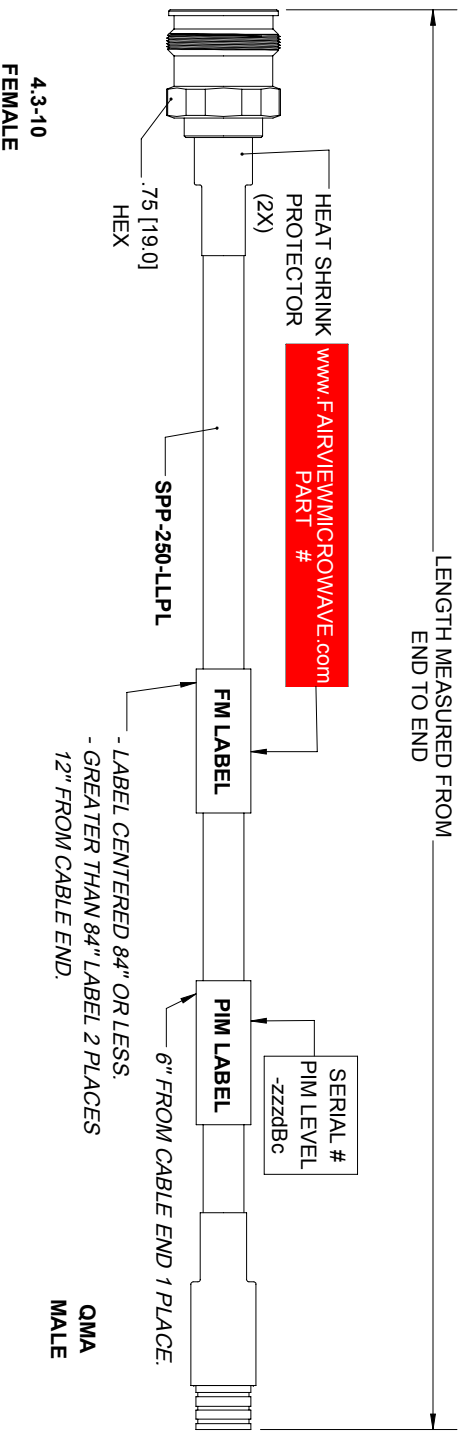 LENGTH MEASURED FROM
END TO END
HEAT SHRINK
PROTECTOR
(2X)
www.FAIRVIEWMICROWAVE.com
PART #
SERIAL #
PIM LEVEL
-zzzdBc
FM LABEL
PIM LABEL
.75 [19.0]
HEX
SPP-250-LLPL
- LABEL CENTERED 84" OR LESS.
- GREATER THAN 84" LABEL 2 PLACES
12" FROM CABLE END.
6" FROM CABLE END 1 PLACE.
4.3-10
FEMALE
QMA
MALE